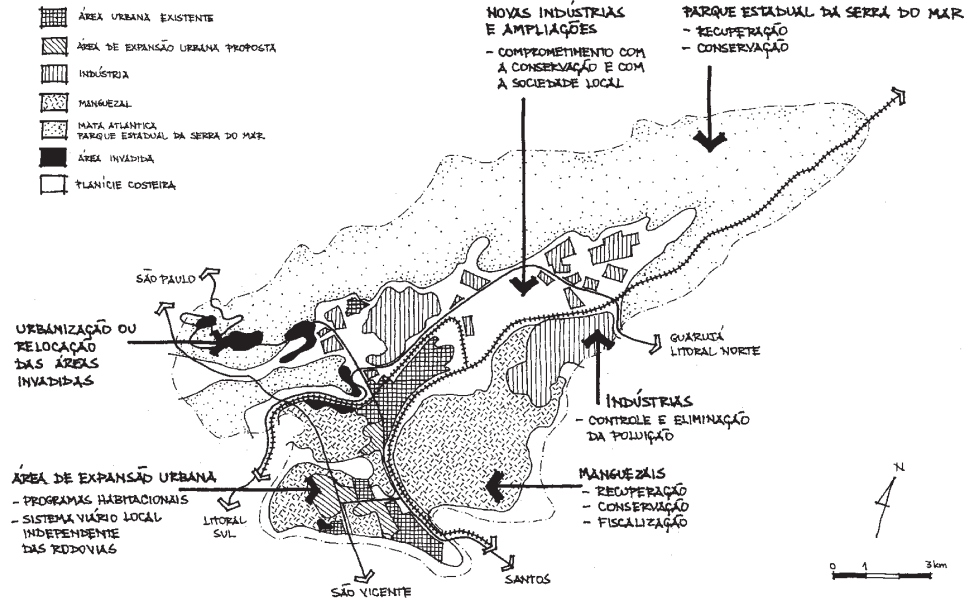 ÁREA URBANA EXISTENTE
ÁREA DE EXPANSÃO URBANA PROPOSTA
INDÚSTRIA
MANGUEZAL
MATA ATLÂNTICA
PARQUE ESTADUAL DA SERRA DO MAR
ÁREA INVADIDA
PLANÍCIE COSTEIRA
NOVAS INDÚSTRIAS
E AMPLIAÇÕES
- COMPROMETIMENTO COM
A CONSERVAÇÃO E COM
A SOCIEDADE LOCAL
PARQUE ESTADUAL DA SERRA DO MAR
- RECUPERAÇÃO
- CONSERVAÇÃO
SÃO PAULO
URBANIZAÇÃO OU
RELOCAÇÃO
DAS ÁREAS
INVADIDAS
GUARUJÁ
LITORAL NORTE
INDÚSTRIAS
- CONTROLE E ELIMINAÇÃO
DA POLUIÇÃO
ÁREA DE EXPANSÃO URBANA
- PROGRAMAS HABITACIONAIS
- SISTEMA VIÁRIO LOCAL
INDEPENDENTE
DAS RODOVIAS
LITORAL
SUL
MANGUEZAIS
- RECUPERAÇÃO
- CONSERVAÇÃO
- FISCALIZAÇÃO
N
SANTOS
SÃO VICENTE
0 1 3 km